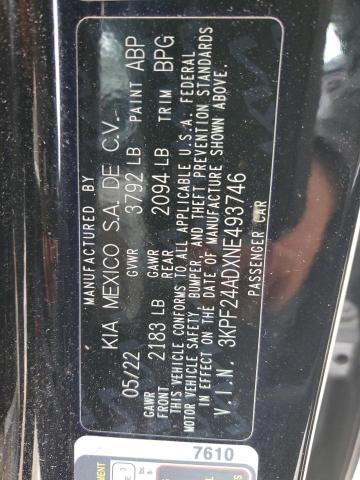 MANUFACTURED BY
KIA MEXICO S.A. DE C.V.
05/22 GVWR 3792 LB PAINT ABP
GAWR FRONT 2183 LB GAWR REAR 2094 LB TRIM BPG
THIS VEHICLE CONFORMS TO ALL APPLICABLE U.S.A. FEDERAL
MOTOR VEHICLE SAFETY, BUMPER, AND THEFT PREVENTION STANDARDS
IN EFFECT ON THE DATE OF MANUFACTURE SHOWN ABOVE.
V.I.N. 3KPF24ADXNE493746
PASSENGER CAR
7610